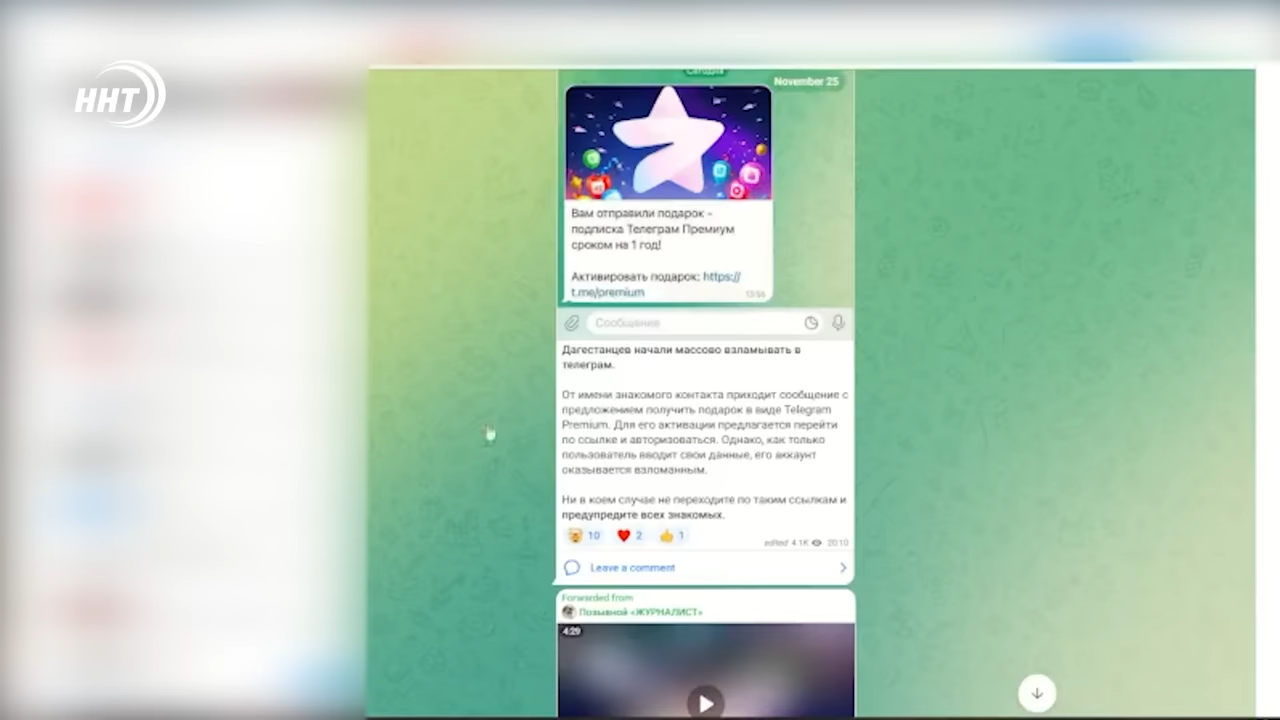 ННТ
Сегодня
November 25
Вам отправили подарок -
подписка Телеграм Премиум
сроком на 1 год!
Активировать подарок: https://
t.me/premium
13:56
Сообщение
Дагестанцев начали массово взламывать в
телеграм.
От имени знакомого контакта приходит сообщение с
предложением получить подарок в виде Telegram
Premium. Для его активации предлагается перейти
по ссылке и авторизоваться. Однако, как только
пользователь вводит свои данные, его аккаунт
оказывается взломанным.
Ни в коем случае не переходите по таким ссылкам и
предупредите всех знакомых.
10 2 1
edited 4.1K 20:10
Leave a comment
Forwarded from
Позывной «ЖУРНАЛИСТ»
4:29